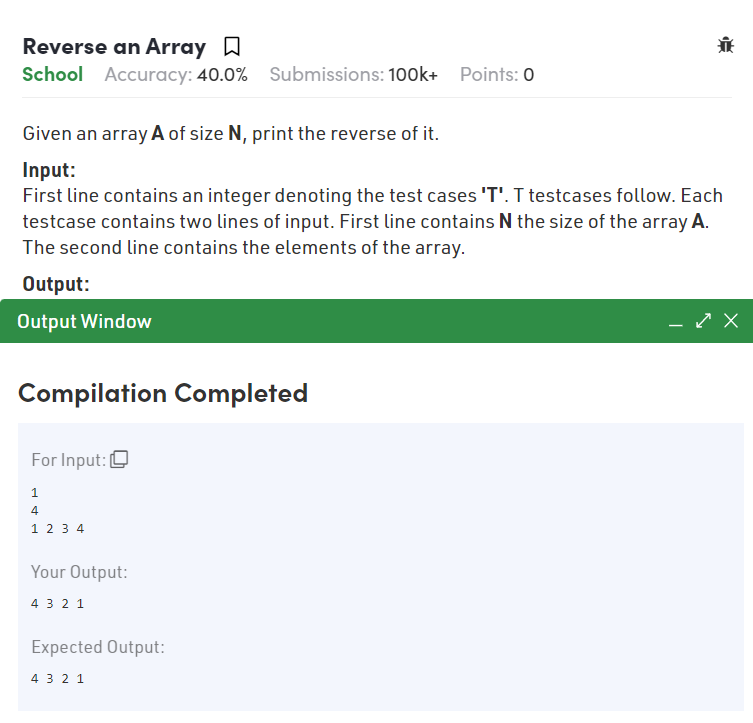 Reverse an Array
School Accuracy: 40.0% Submissions: 100k+ Points: 0
Given an array A of size N, print the reverse of it.
Input:
First line contains an integer denoting the test cases 'T'. T testcases follow. Each
testcase contains two lines of input. First line contains N the size of the array A.
The second line contains the elements of the array.
Output:
Output Window
Compilation Completed
For Input:
1
4
1 2 3 4
Your Output:
4 3 2 1
Expected Output:
4 3 2 1